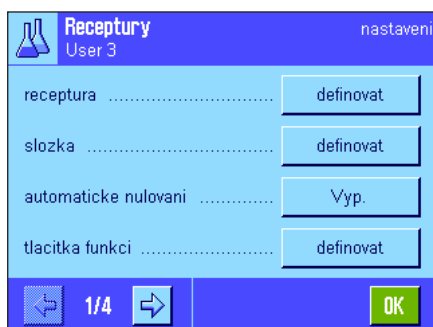 Receptury
User 3
nastaveni
receptura ............................ definovat
slozka ................................ definovat
automaticke nulovani ............. Vyp.
tlacitka funkci ....................... definovat
1/4
OK